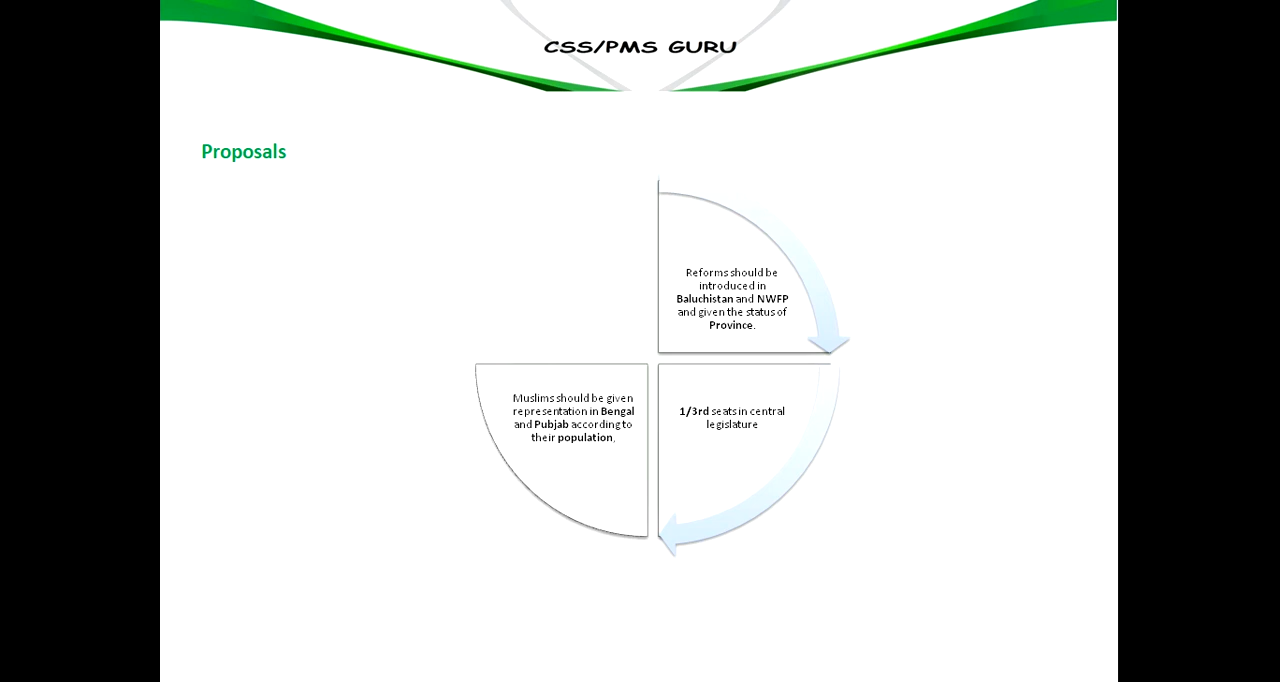 CSS/PMS GURU
Proposals
Reforms should be
introduced in
Baluchistan and NWFP
and given the status of
Province.
1/3rd seats in central
legislature
Muslims should be given
representation in Bengal
and Pubjab according to
their population,